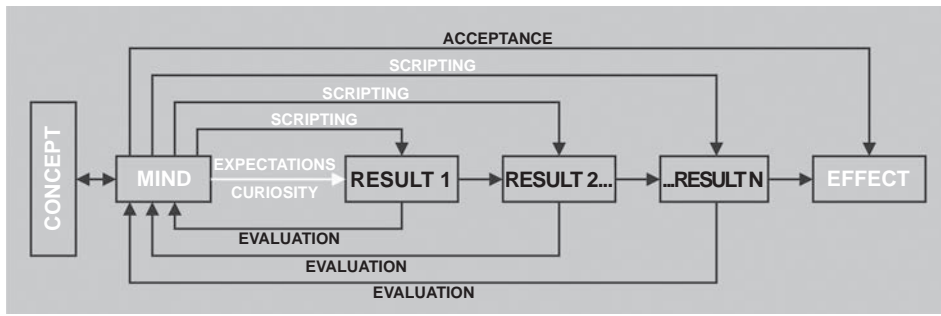 ACCEPTANCE
SCRIPTING
SCRIPTING
SCRIPTING
CONCEPT
MIND
EXPECTATIONS
CURIOSITY
RESULT 1
RESULT 2...
...RESULT N
EFFECT
EVALUATION
EVALUATION
EVALUATION